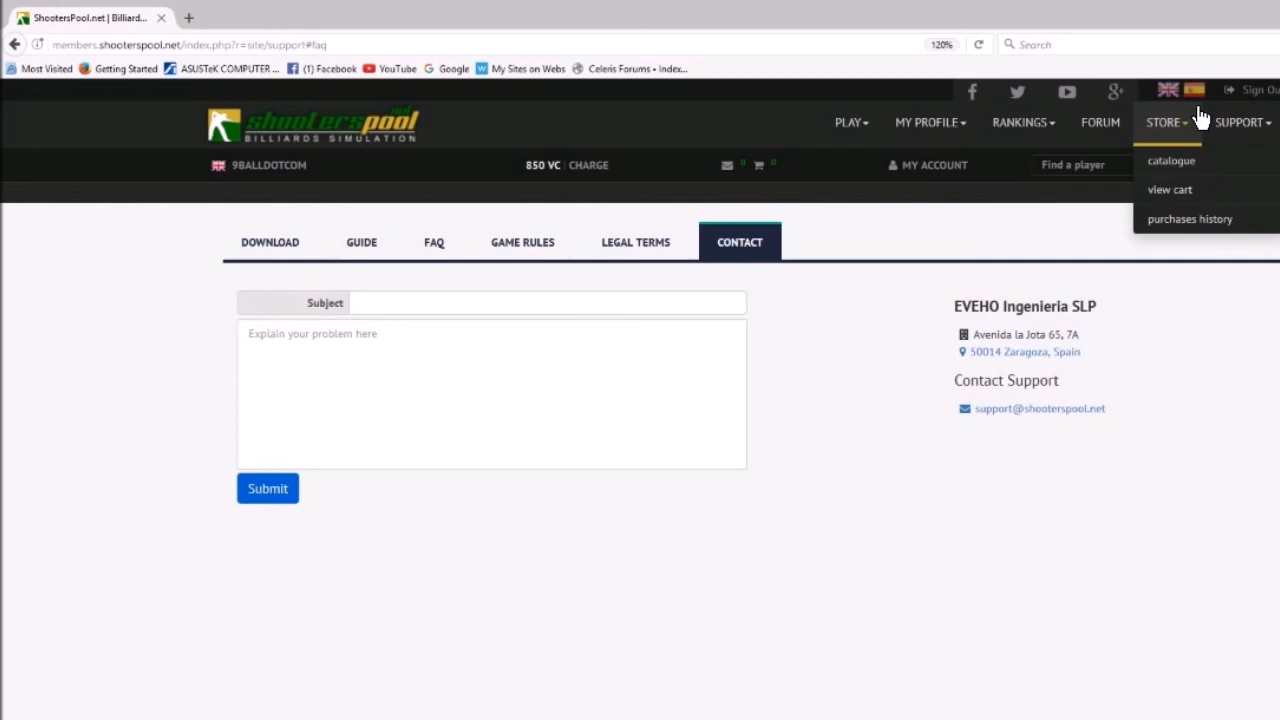 ShootersPool.net | Billiard...
members.shooterspool.net/index.php?r=site/support#faq
120%
Search
Most Visited
Getting Started
ASUSTeK COMPUTER ...
(1) Facebook
YouTube
Google
My Sites on Webs
Celeris Forums • Index...
Sign Ou
shooterspool
.net
BILLIARDS SIMULATION
PLAY
MY PROFILE
RANKINGS
FORUM
STORE
SUPPORT
9BALLDOTCOM
850 VC | CHARGE
0
0
MY ACCOUNT
Find a player
catalogue
view cart
purchases history
DOWNLOAD
GUIDE
FAQ
GAME RULES
LEGAL TERMS
CONTACT
Subject
Explain your problem here
Submit
EVEHO Ingenieria SLP
Avenida la Jota 65, 7A
50014 Zaragoza, Spain
Contact Support
support@shooterspool.net